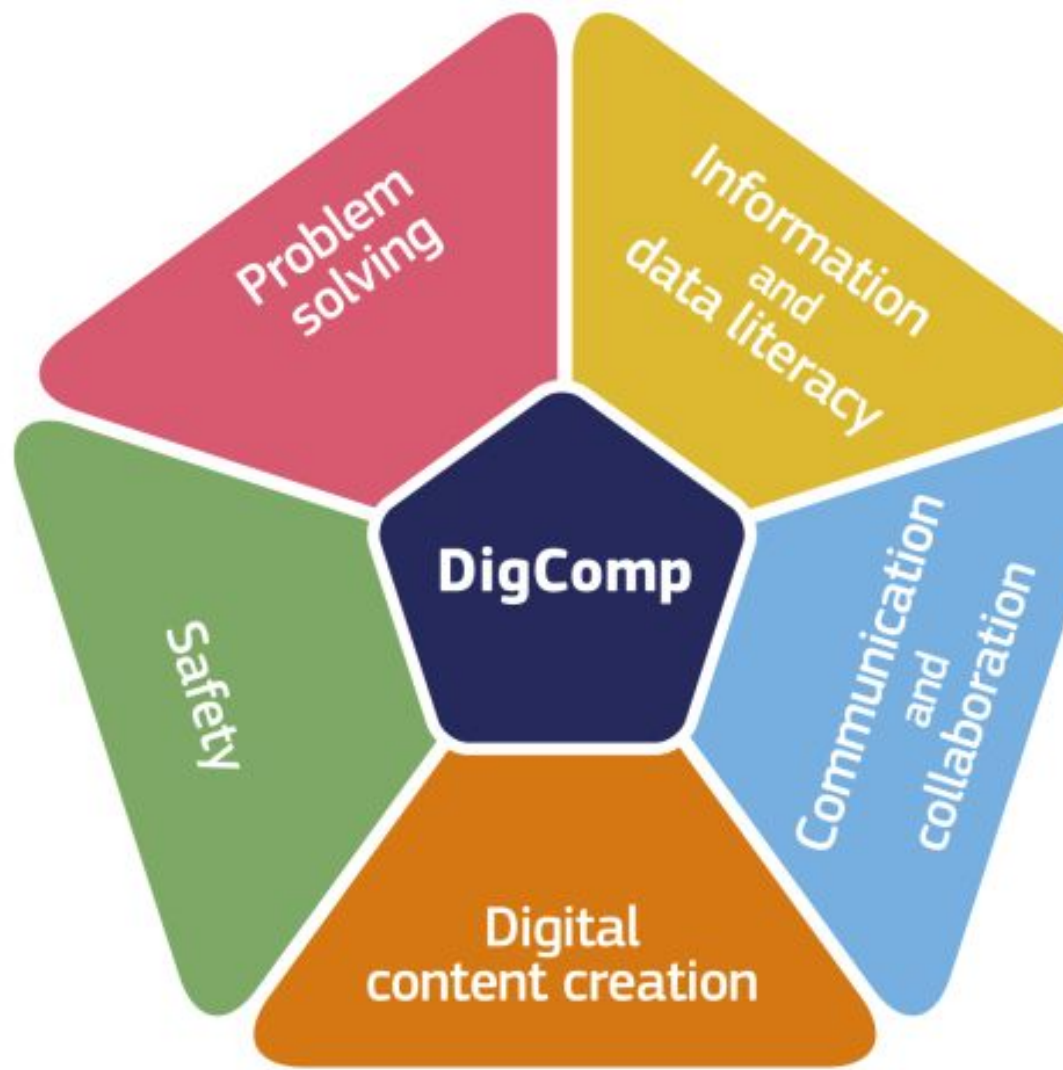 Problem
solving
Information
and
data literacy
DigComp
Safety
Communication
and
collaboration
Digital
content creation